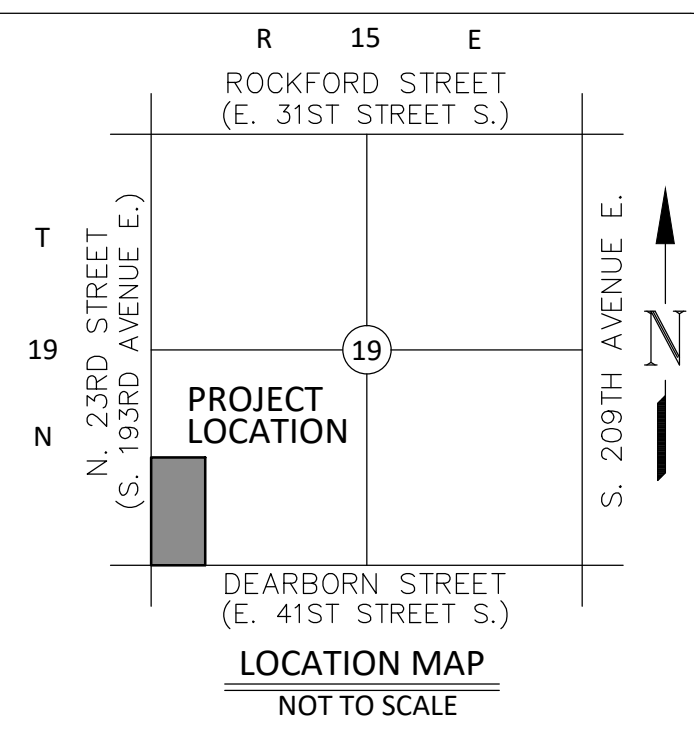 R 15 E
ROCKFORD STREET
(E. 31ST STREET S.)
T
19
N
N. 23RD STREET
(S. 193RD AVENUE E.)
19
S. 209TH AVENUE E.
N
PROJECT
LOCATION
DEARBORN STREET
(E. 41ST STREET S.)
LOCATION MAP
NOT TO SCALE